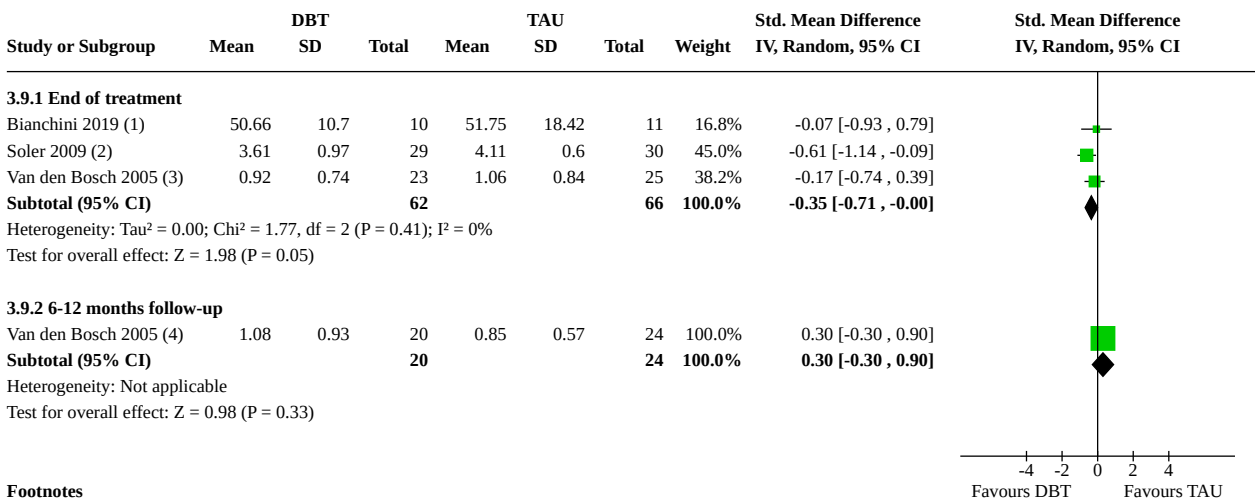 DBT TAU Std. Mean Difference Std. Mean Difference
Study or Subgroup Mean SD Total Mean SD Total Weight IV, Random, 95% CI IV, Random, 95% CI
3.9.1 End of treatment
Bianchini 2019 (1) 50.66 10.7 10 51.75 18.42 11 16.8% -0.07 [-0.93 , 0.79]
Soler 2009 (2) 3.61 0.97 29 4.11 0.6 30 45.0% -0.61 [-1.14 , -0.09]
Van den Bosch 2005 (3) 0.92 0.74 23 1.06 0.84 25 38.2% -0.17 [-0.74 , 0.39]
Subtotal (95% CI) 62 66 100.0% -0.35 [-0.71 , -0.00]
Heterogeneity: Tau² = 0.00; Chi² = 1.77, df = 2 (P = 0.41); I² = 0%
Test for overall effect: Z = 1.98 (P = 0.05)
3.9.2 6-12 months follow-up
Van den Bosch 2005 (4) 1.08 0.93 20 0.85 0.57 24 100.0% 0.30 [-0.30 , 0.90]
Subtotal (95% CI) 20 24 100.0% 0.30 [-0.30 , 0.90]
Heterogeneity: Not applicable
Test for overall effect: Z = 0.98 (P = 0.33)
-4 -2 0 2 4
Footnotes Favours DBT Favours TAU